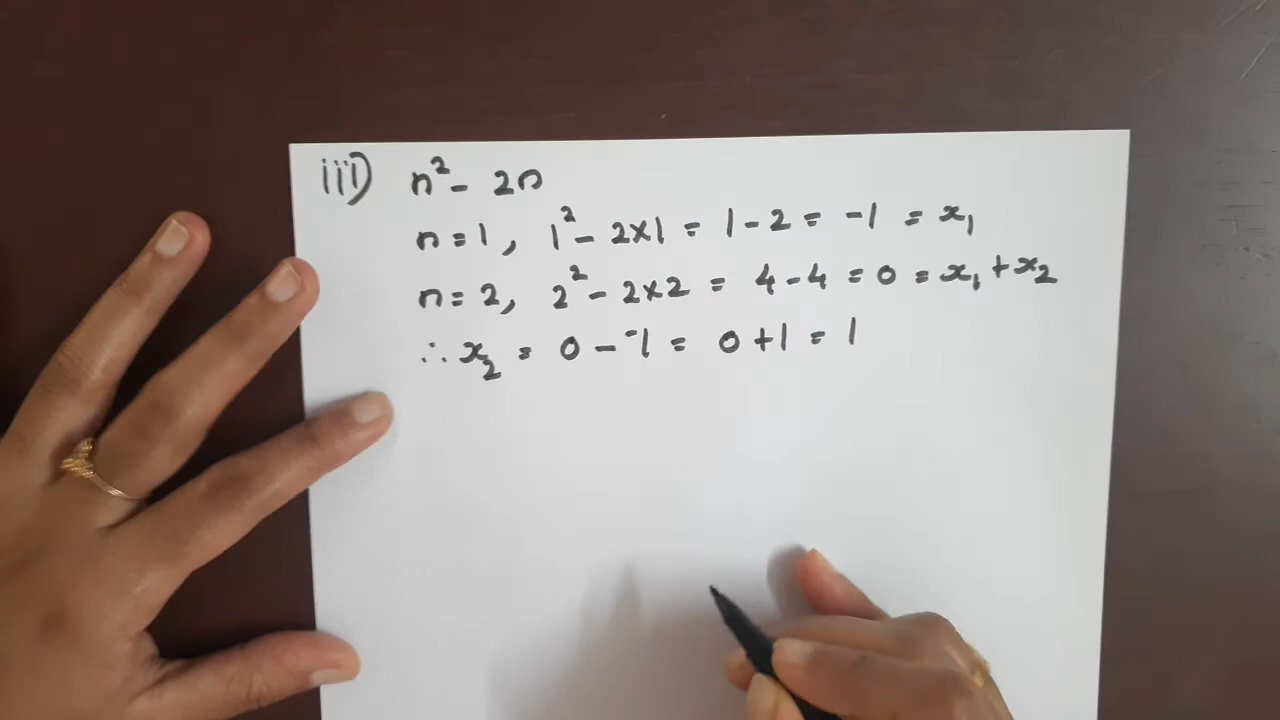 iii) n² - 2n
n = 1, 1² - 2×1 = 1 - 2 = -1 = x₁
n = 2, 2² - 2×2 = 4 - 4 = 0 = x₁ + x₂
∴ x₂ = 0 - ⁻1 = 0 + 1 = 1